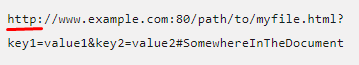 http://www.example.com:80/path/to/myfile.html?
key1=value1&key2=value2#SomewhereInTheDocument